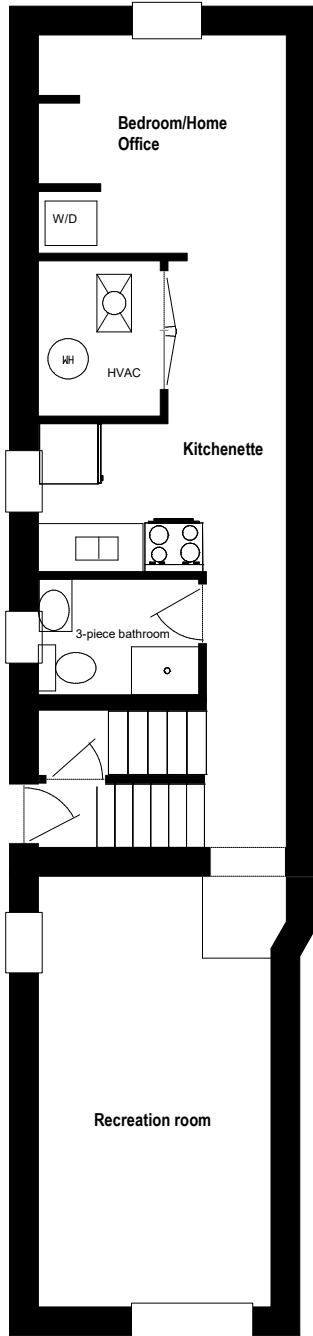 Bedroom/Home
Office
W/D
WH
HVAC
Kitchenette
3-piece bathroom
Recreation room